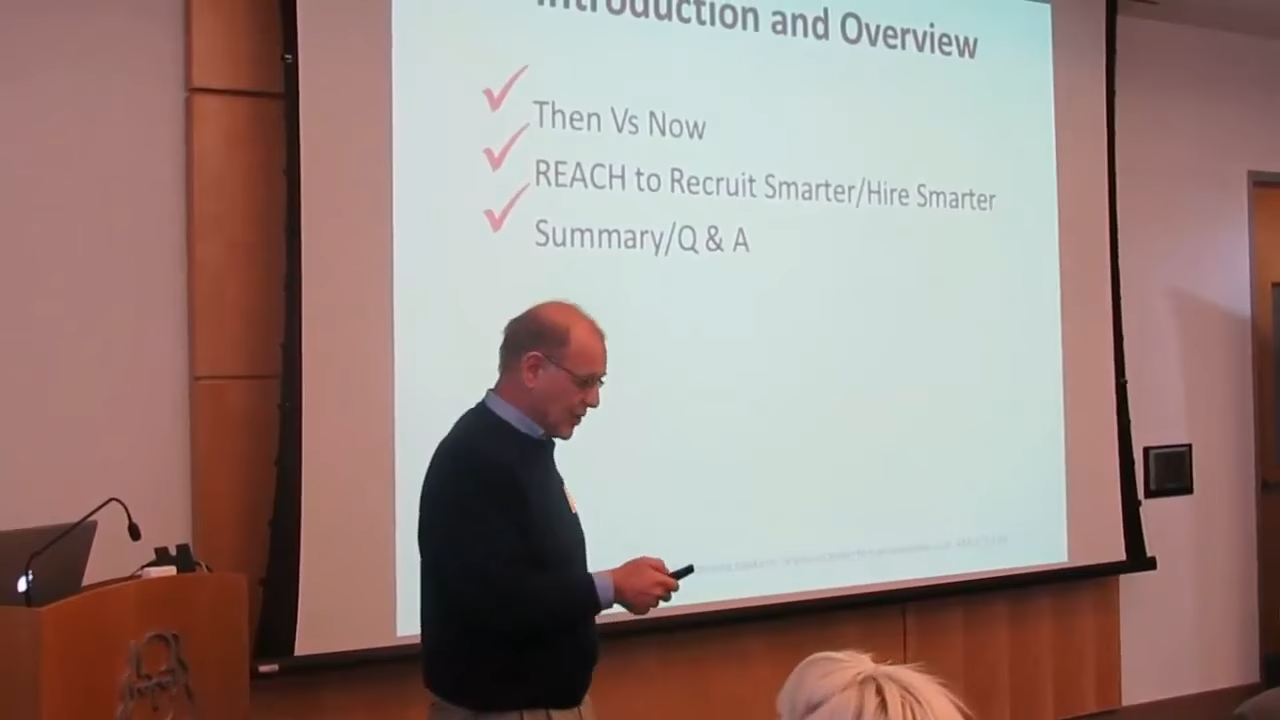 Introduction and Overview
Then Vs Now
REACH to Recruit Smarter/Hire Smarter
Summary/Q & A